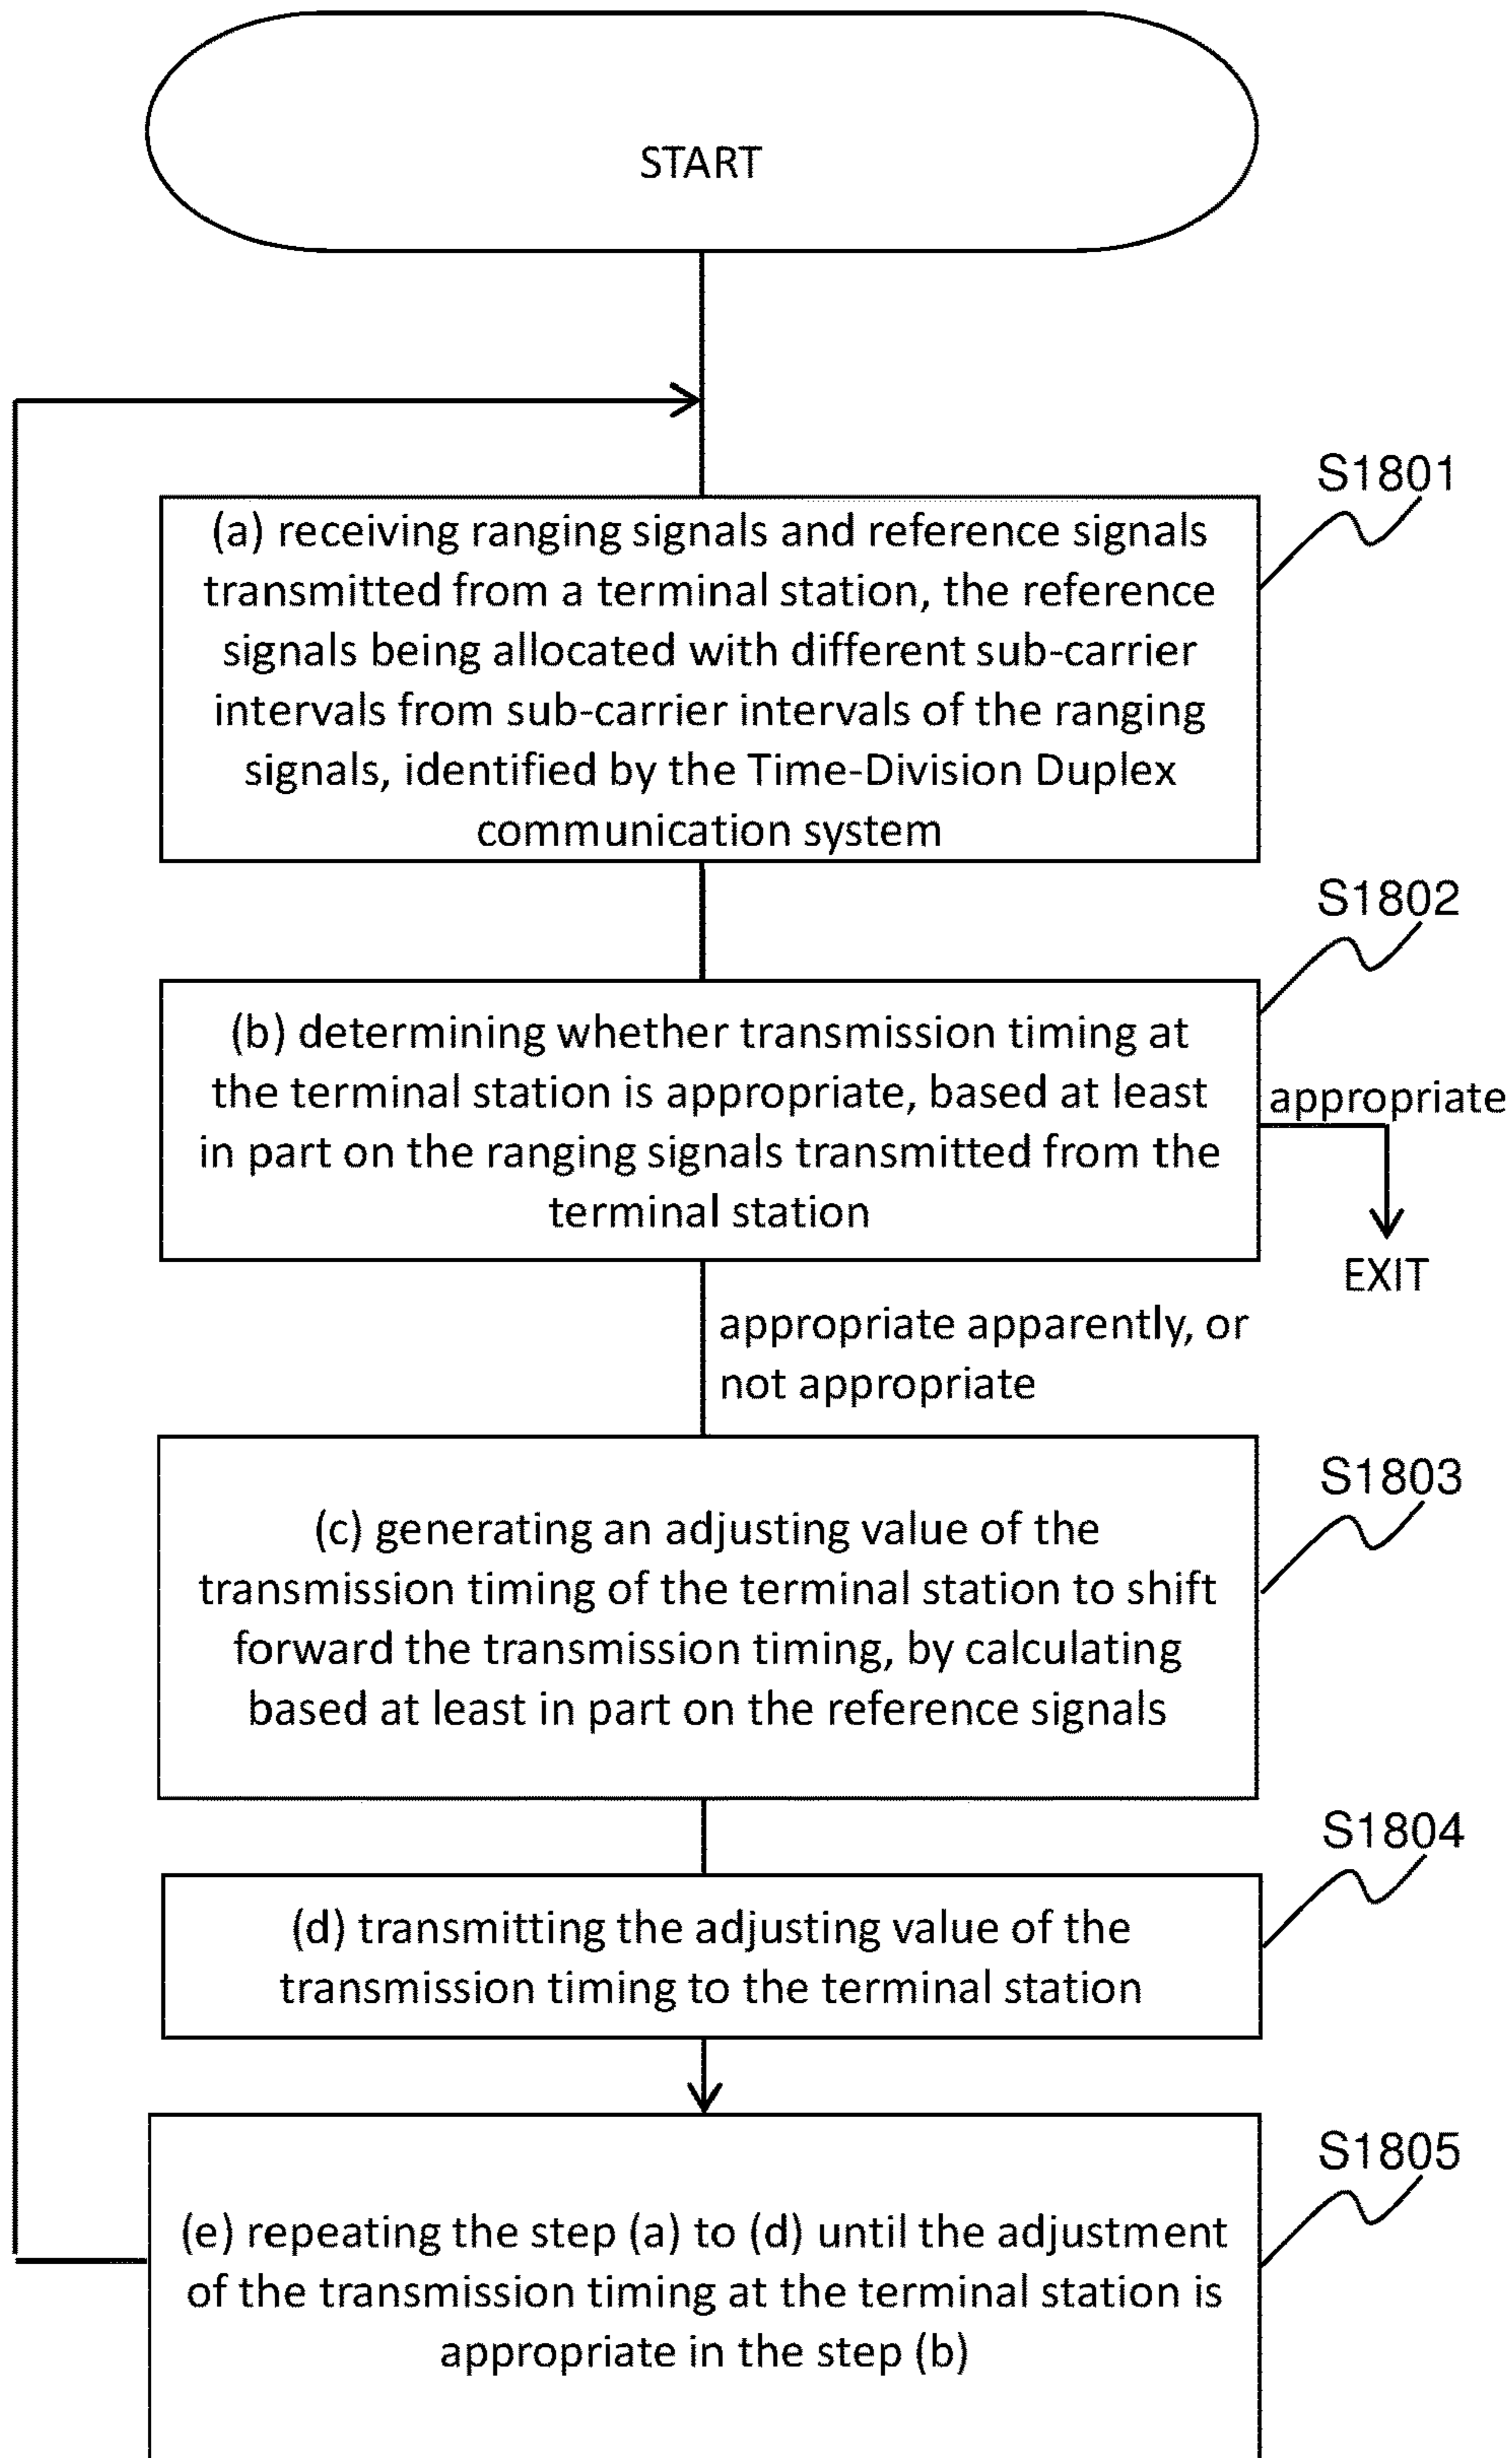 START
S1801
(a) receiving ranging signals and reference signals
transmitted from a terminal station, the reference
signals being allocated with different sub-carrier
intervals from sub-carrier intervals of the ranging
signals, identified by the Time-Division Duplex
communication system
S1802
(b) determining whether transmission timing at
the terminal station is appropriate, based at least
in part on the ranging signals transmitted from the
terminal station
appropriate
EXIT
appropriate apparently, or
not appropriate
S1803
(c) generating an adjusting value of the
transmission timing of the terminal station to shift
forward the transmission timing, by calculating
based at least in part on the reference signals
S1804
(d) transmitting the adjusting value of the
transmission timing to the terminal station
S1805
(e) repeating the step (a) to (d) until the adjustment
of the transmission timing at the terminal station is
appropriate in the step (b)